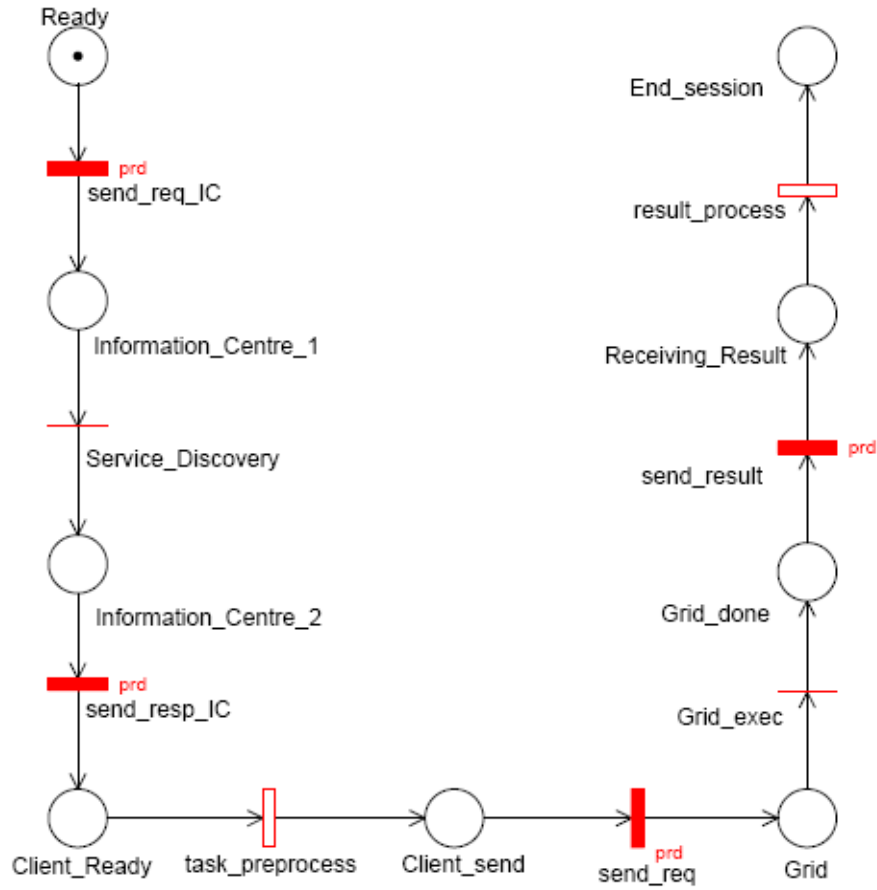 Ready
prd
send_req_IC
Information_Centre_1
Service_Discovery
Information_Centre_2
prd
send_resp_IC
Client_Ready
task_preprocess
Client_send
prd
send_req
Grid
Grid_exec
Grid_done
prd
send_result
Receiving_Result
result_process
End_session